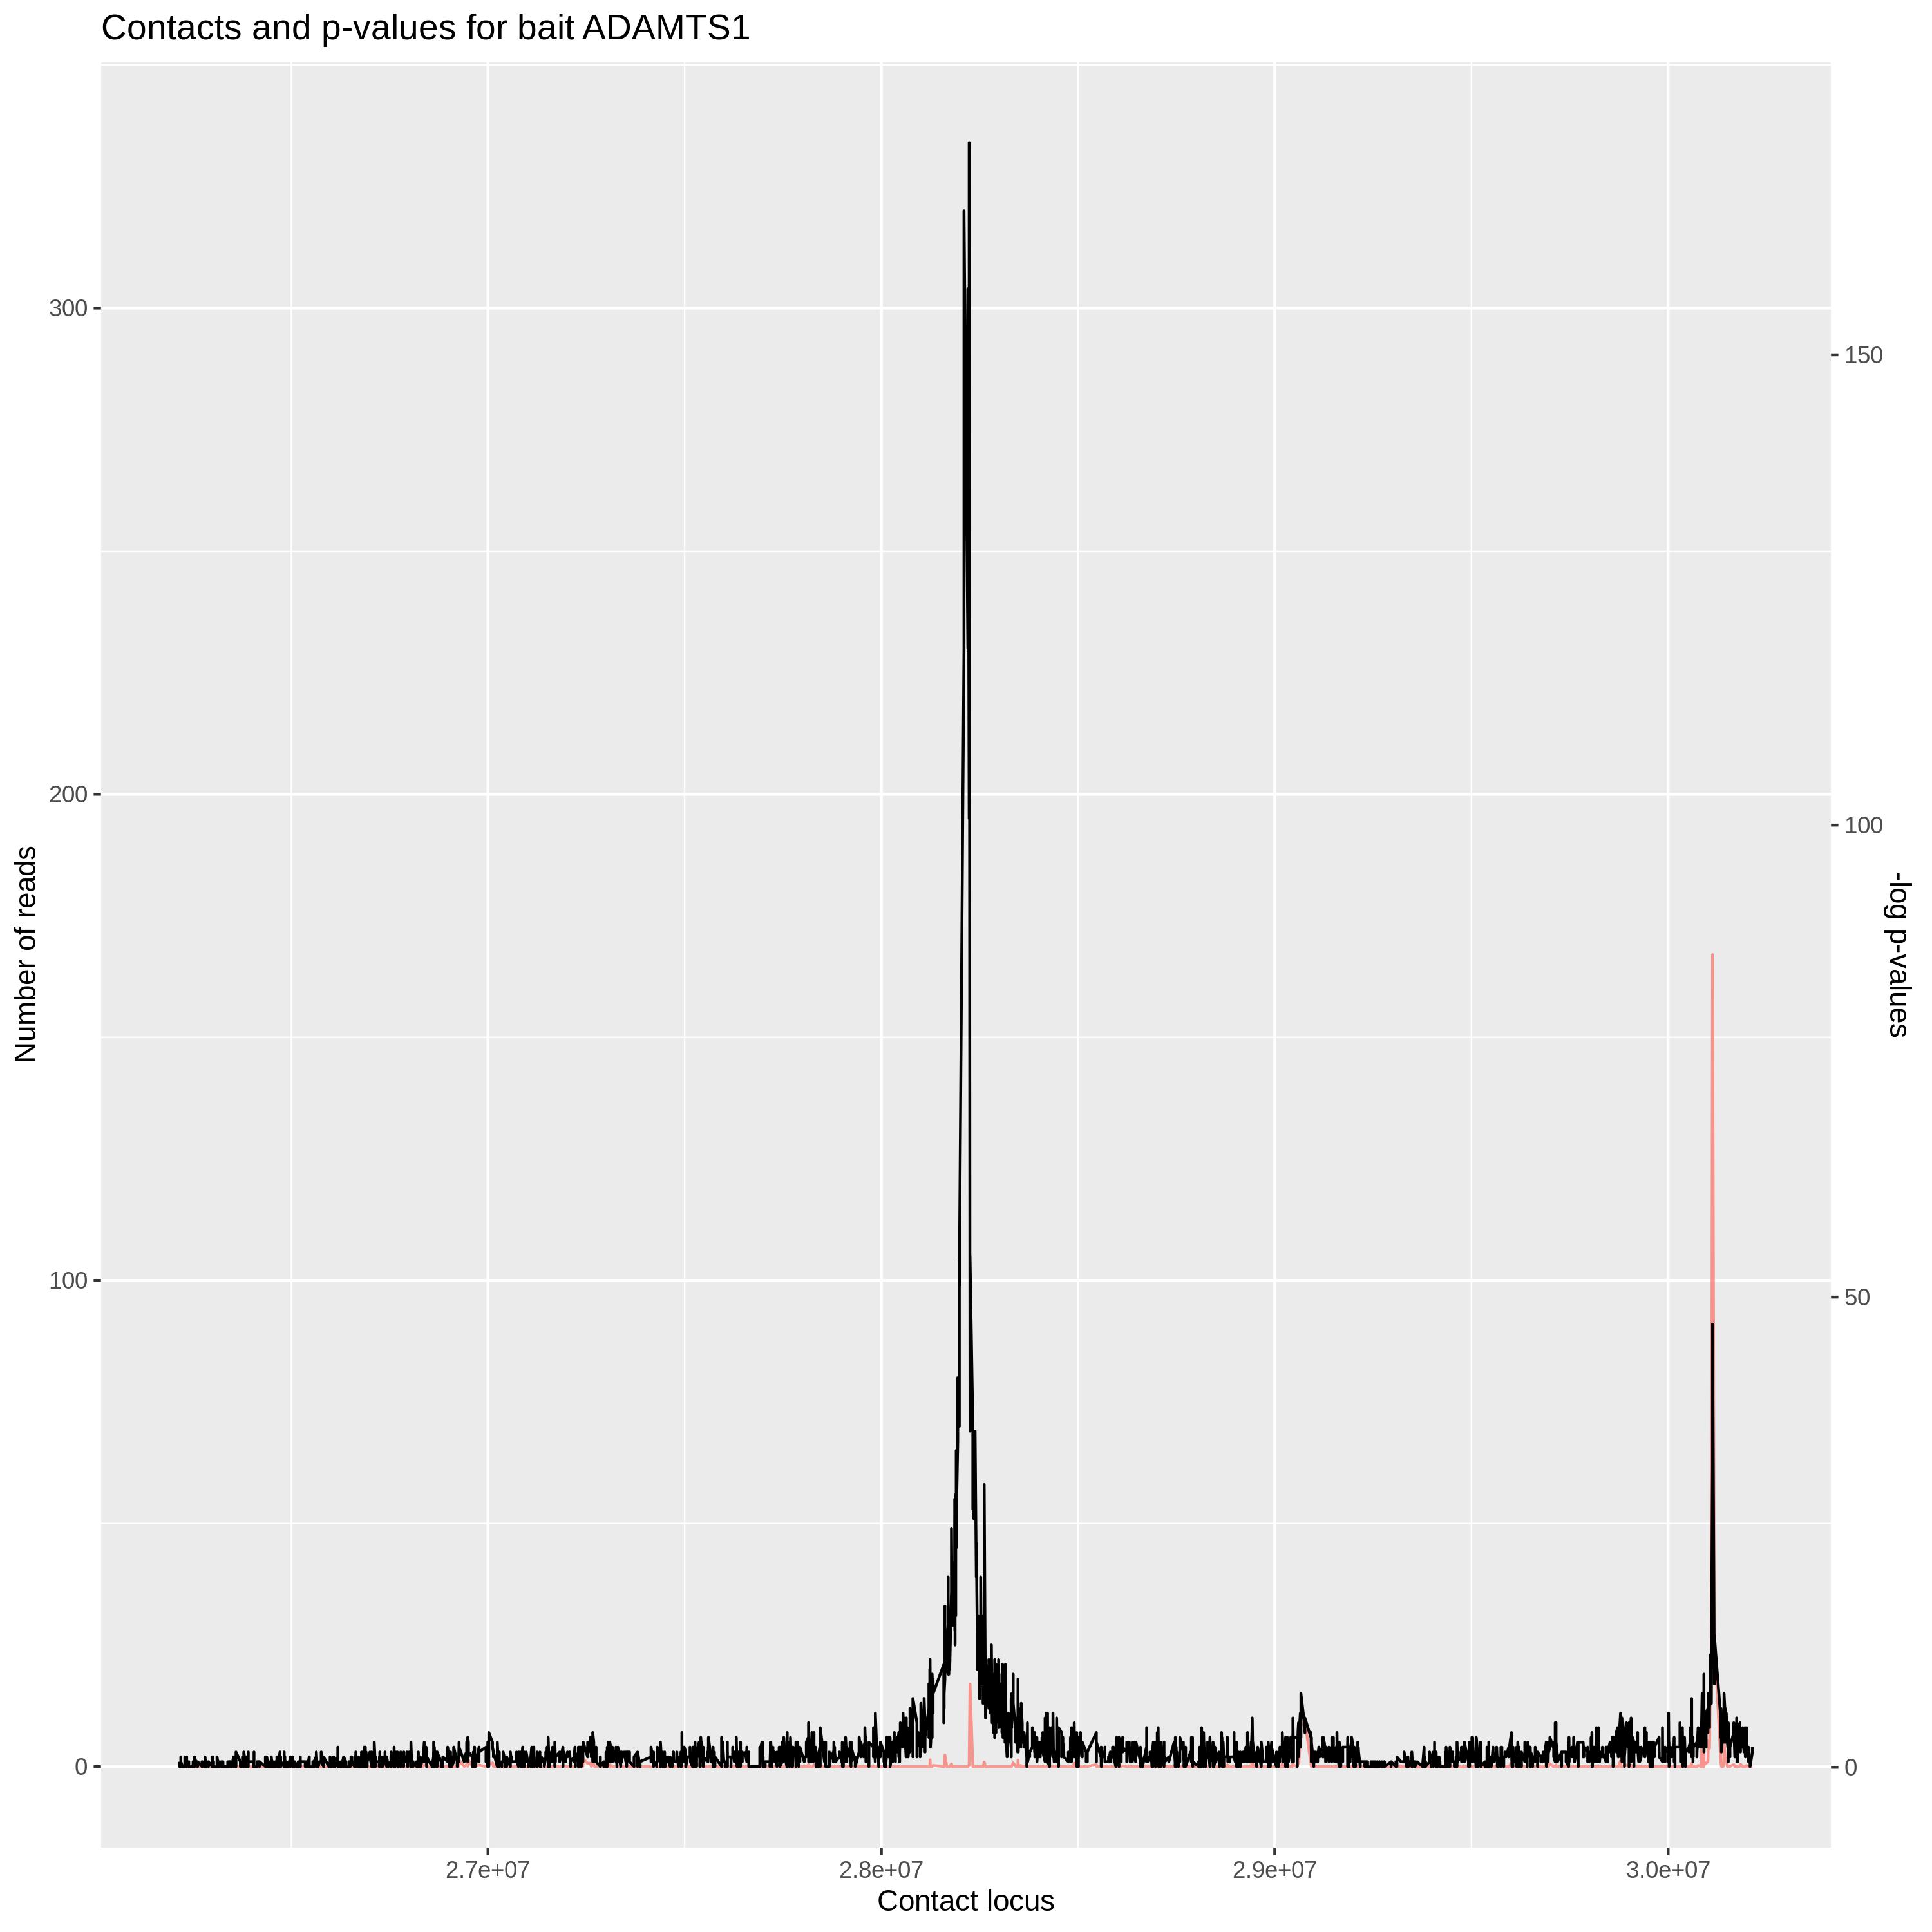 Contacts and p-values for bait ADAMTS1
300
200
100
0
Number of reads
150
100
50
0
-log p-values
2.7e+07
2.8e+07
2.9e+07
3.0e+07
Contact locus